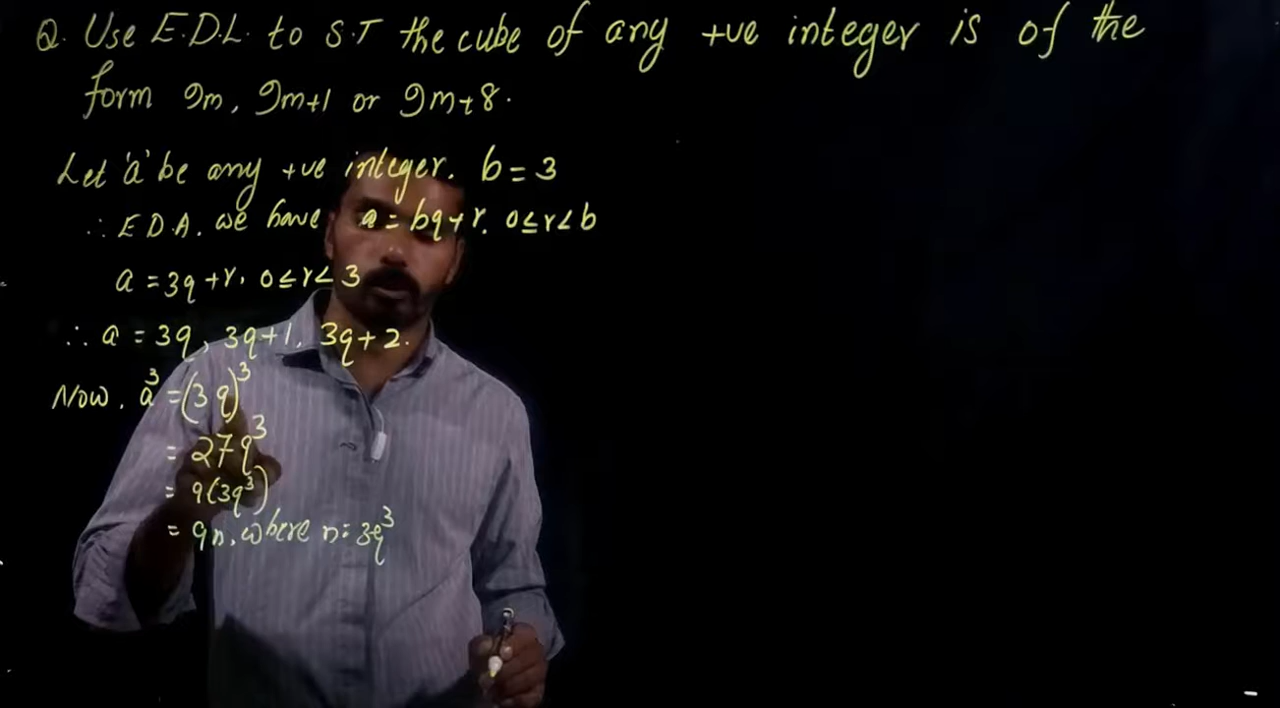 Q. Use E.D.L. to S.T the cube of any +ve integer is of the
form 9m, 9m+1 or 9m+8.
Let 'a' be any +ve integer. b = 3
∴ E D A. we have a = bq + r. 0 ≤ r < b
a = 3q + r, 0 ≤ r < 3
∴ a = 3q, 3q+1, 3q+2.
Now, a³ = (3q)³
= 27q³
= 9(3q³)
= 9n, where n = 3q³